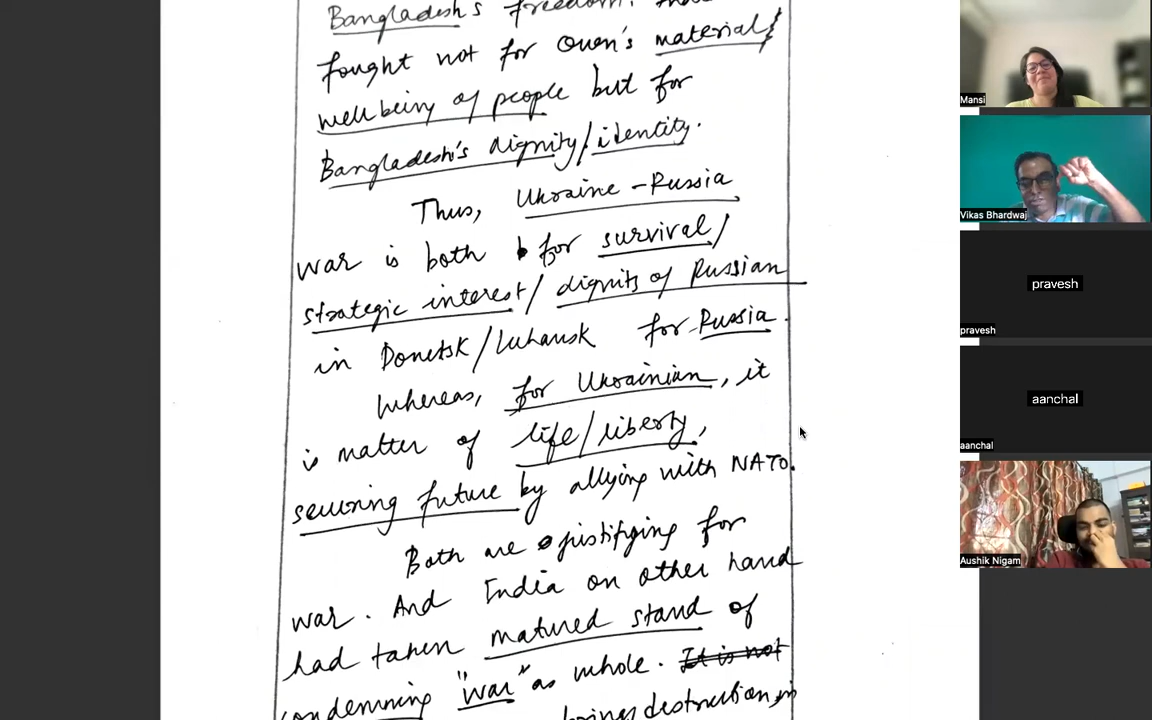 Bangladesh's freedom.
fought not for Owen's material
wellbeing of people but for
Bangladesh's dignity/identity.
Thus, Ukraine-Russia
war is both for survival/
strategic interest/ dignity of Russian
in Donetsk/Luhansk for Russia.
Whereas, for Ukrainian, it
is matter of life/liberty,
securing future by allying with NATO.
Both are justifying for
war. And India on other hand
had taken matured stand of
condemning "war" as whole. It is not
brings destruction in
Mansi
Vikas Bhardwaj
pravesh
pravesh
aanchal
aanchal
Aushik Nigam